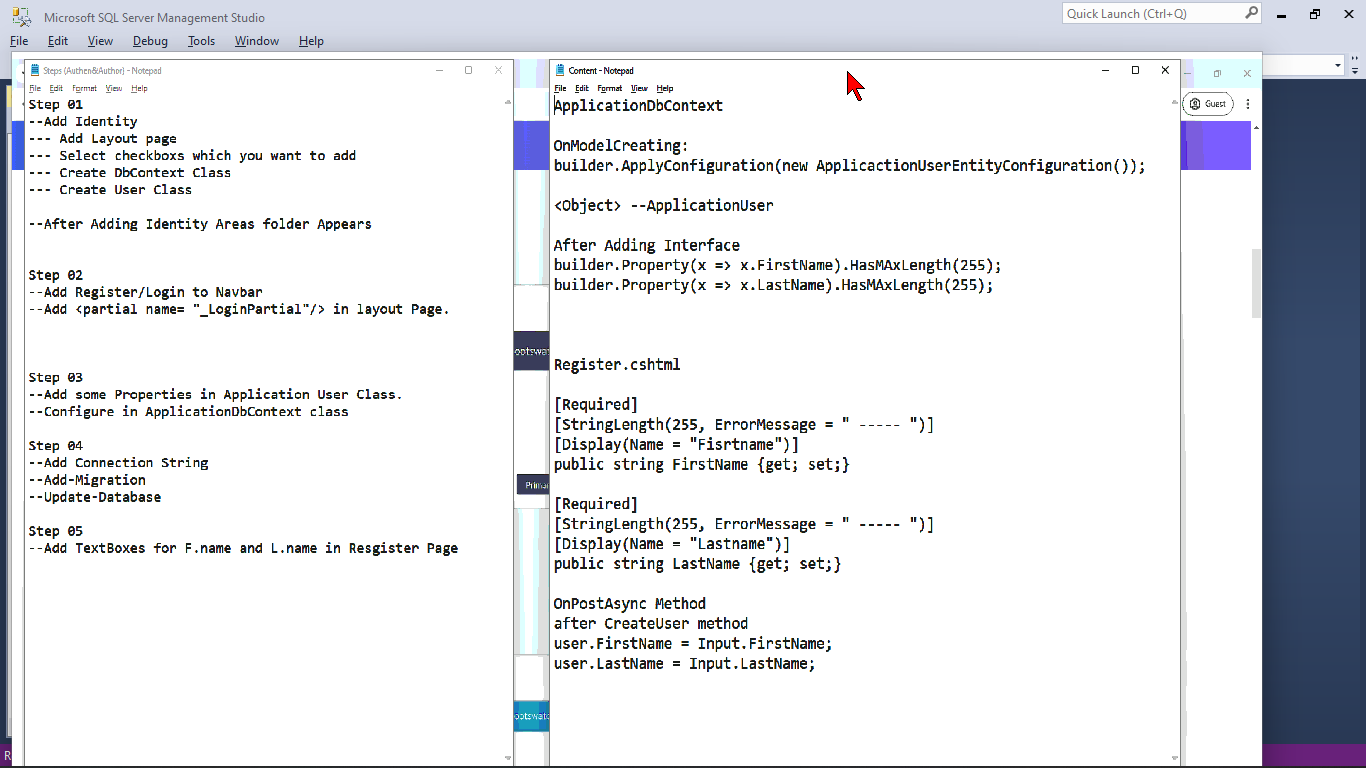 Microsoft SQL Server Management Studio
Quick Launch (Ctrl+Q)
File Edit View Debug Tools Window Help
Steps (Authen&Author) - Notepad
File Edit Format View Help
Step 01
--Add Identity
--- Add Layout page
--- Select checkboxs which you want to add
--- Create DbContext Class
--- Create User Class
--After Adding Identity Areas folder Appears
Step 02
--Add Register/Login to Navbar
--Add <partial name= "_LoginPartial"/> in layout Page.
Step 03
--Add some Properties in Application User Class.
--Configure in ApplicationDbContext class
Step 04
--Add Connection String
--Add-Migration
--Update-Database
Step 05
--Add TextBoxes for F.name and L.name in Resgister Page
Content - Notepad
File Edit Format View Help
ApplicationDbContext
OnModelCreating:
builder.ApplyConfiguration(new ApplicactionUserEntityConfiguration());
<Object> --ApplicationUser
After Adding Interface
builder.Property(x => x.FirstName).HasMAxLength(255);
builder.Property(x => x.LastName).HasMAxLength(255);
Register.cshtml
[Required]
[StringLength(255, ErrorMessage = " ----- ")]
[Display(Name = "Fisrtname")]
public string FirstName {get; set;}
[Required]
[StringLength(255, ErrorMessage = " ----- ")]
[Display(Name = "Lastname")]
public string LastName {get; set;}
OnPostAsync Method
after CreateUser method
user.FirstName = Input.FirstName;
user.LastName = Input.LastName;
Guest